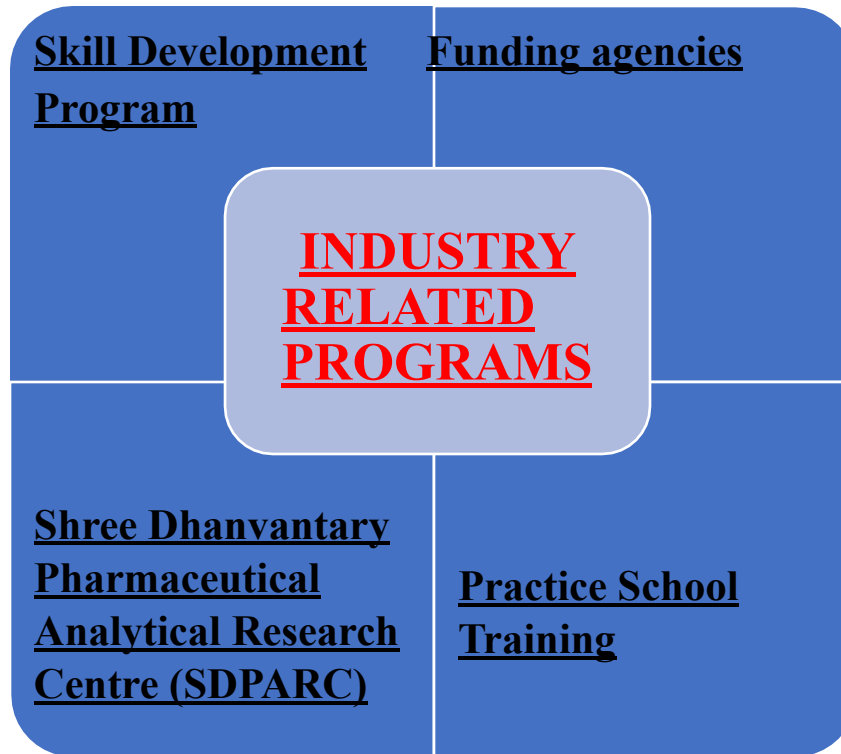 Skill Development
Program
Funding agencies
INDUSTRY
RELATED
PROGRAMS
Shree Dhanvantary
Pharmaceutical
Analytical Research
Centre (SDPARC)
Practice School
Training